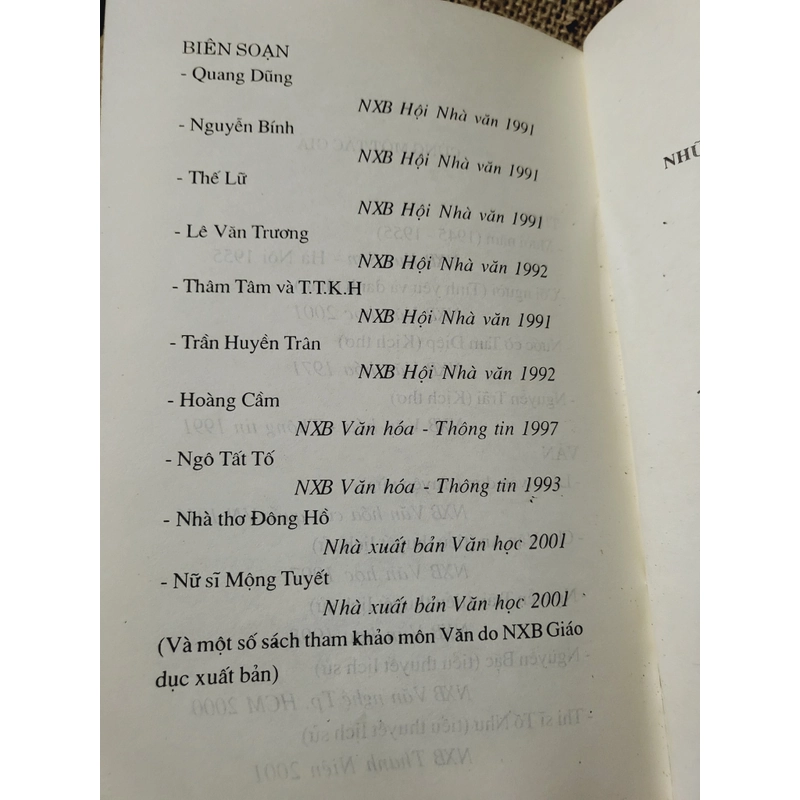 BIÊN SOẠN
- Quang Dũng
NXB Hội Nhà văn 1991
- Nguyễn Bính
NXB Hội Nhà văn 1991
- Thế Lữ
NXB Hội Nhà văn 1991
- Lê Văn Trương
NXB Hội Nhà văn 1992
- Thâm Tâm và T.T.K.H
NXB Hội Nhà văn 1991
- Trần Huyền Trân
NXB Hội Nhà văn 1992
- Hoàng Cầm
NXB Văn hóa - Thông tin 1997
- Ngô Tất Tố
NXB Văn hóa - Thông tin 1993
- Nhà thơ Đông Hồ
Nhà xuất bản Văn học 2001
- Nữ sĩ Mộng Tuyết
Nhà xuất bản Văn học 2001
(Và một số sách tham khảo môn Văn do NXB Giáo
dục xuất bản)